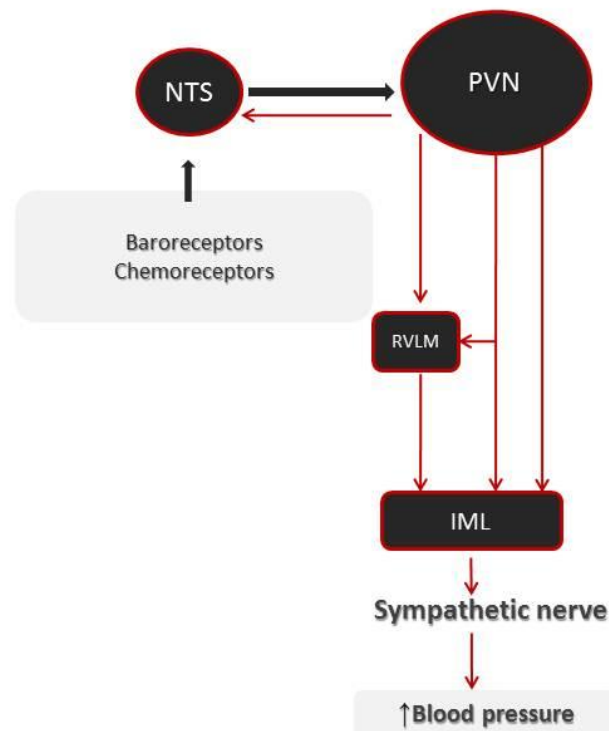 NTS
PVN
Baroreceptors
Chemoreceptors
RVLM
IML
Sympathetic nerve
↑Blood pressure